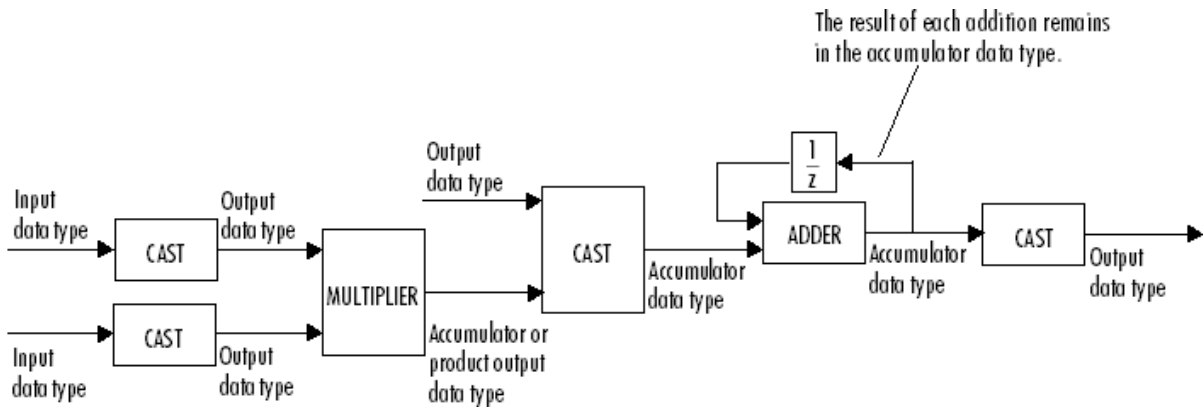 The result of each addition remains
in the accumulator data type.
1
z
Output
data type
Input
data type
Output
data type
CAST
MULTIPLIER
CAST
Accumulator
data type
ADDER
Accumulator
data type
CAST
Output
data type
CAST
Input
data type
Output
data type
Accumulator or
product output
data type